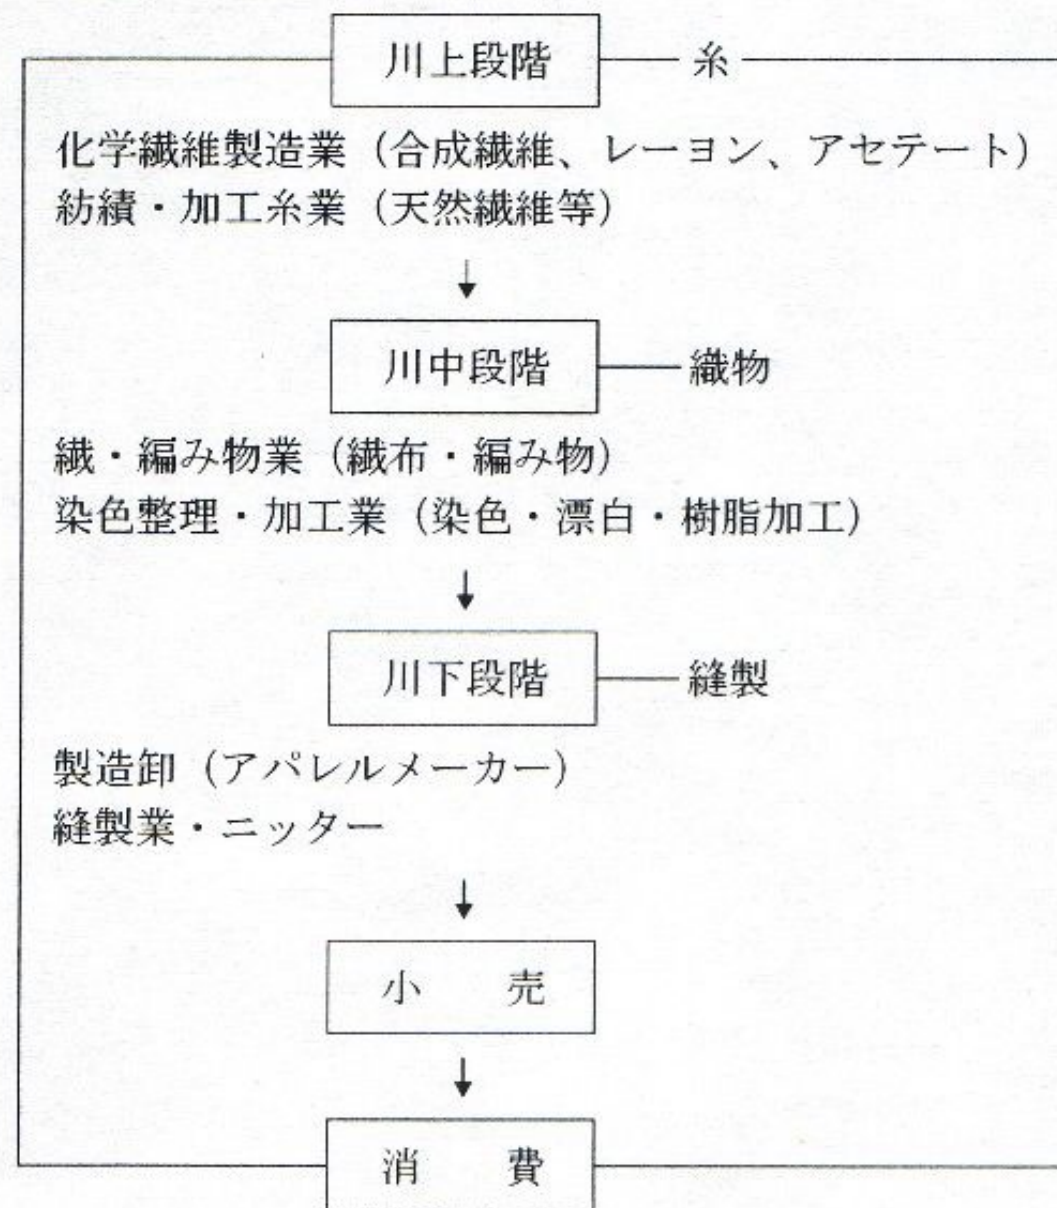 川上段階 糸
化学繊維製造業（合成繊維、レーヨン、アセテート）
紡績・加工糸業（天然繊維等）
↓
川中段階 織物
繊・編み物業（繊布・編み物）
染色整理・加工業（染色・漂白・樹脂加工）
↓
川下段階 縫製
製造卸（アパレルメーカー）
縫製業・ニッター
↓
小 売
↓
消 費